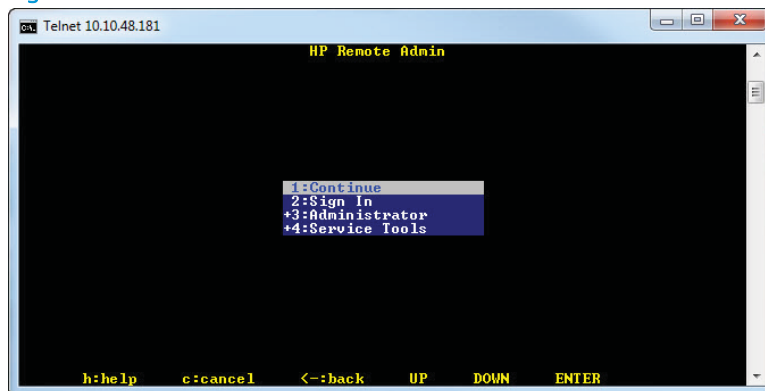 Telnet 10.10.48.181
HP Remote Admin
1:Continue
2:Sign In
+3:Administrator
+4:Service Tools
h:help c:cancel <-:back UP DOWN ENTER